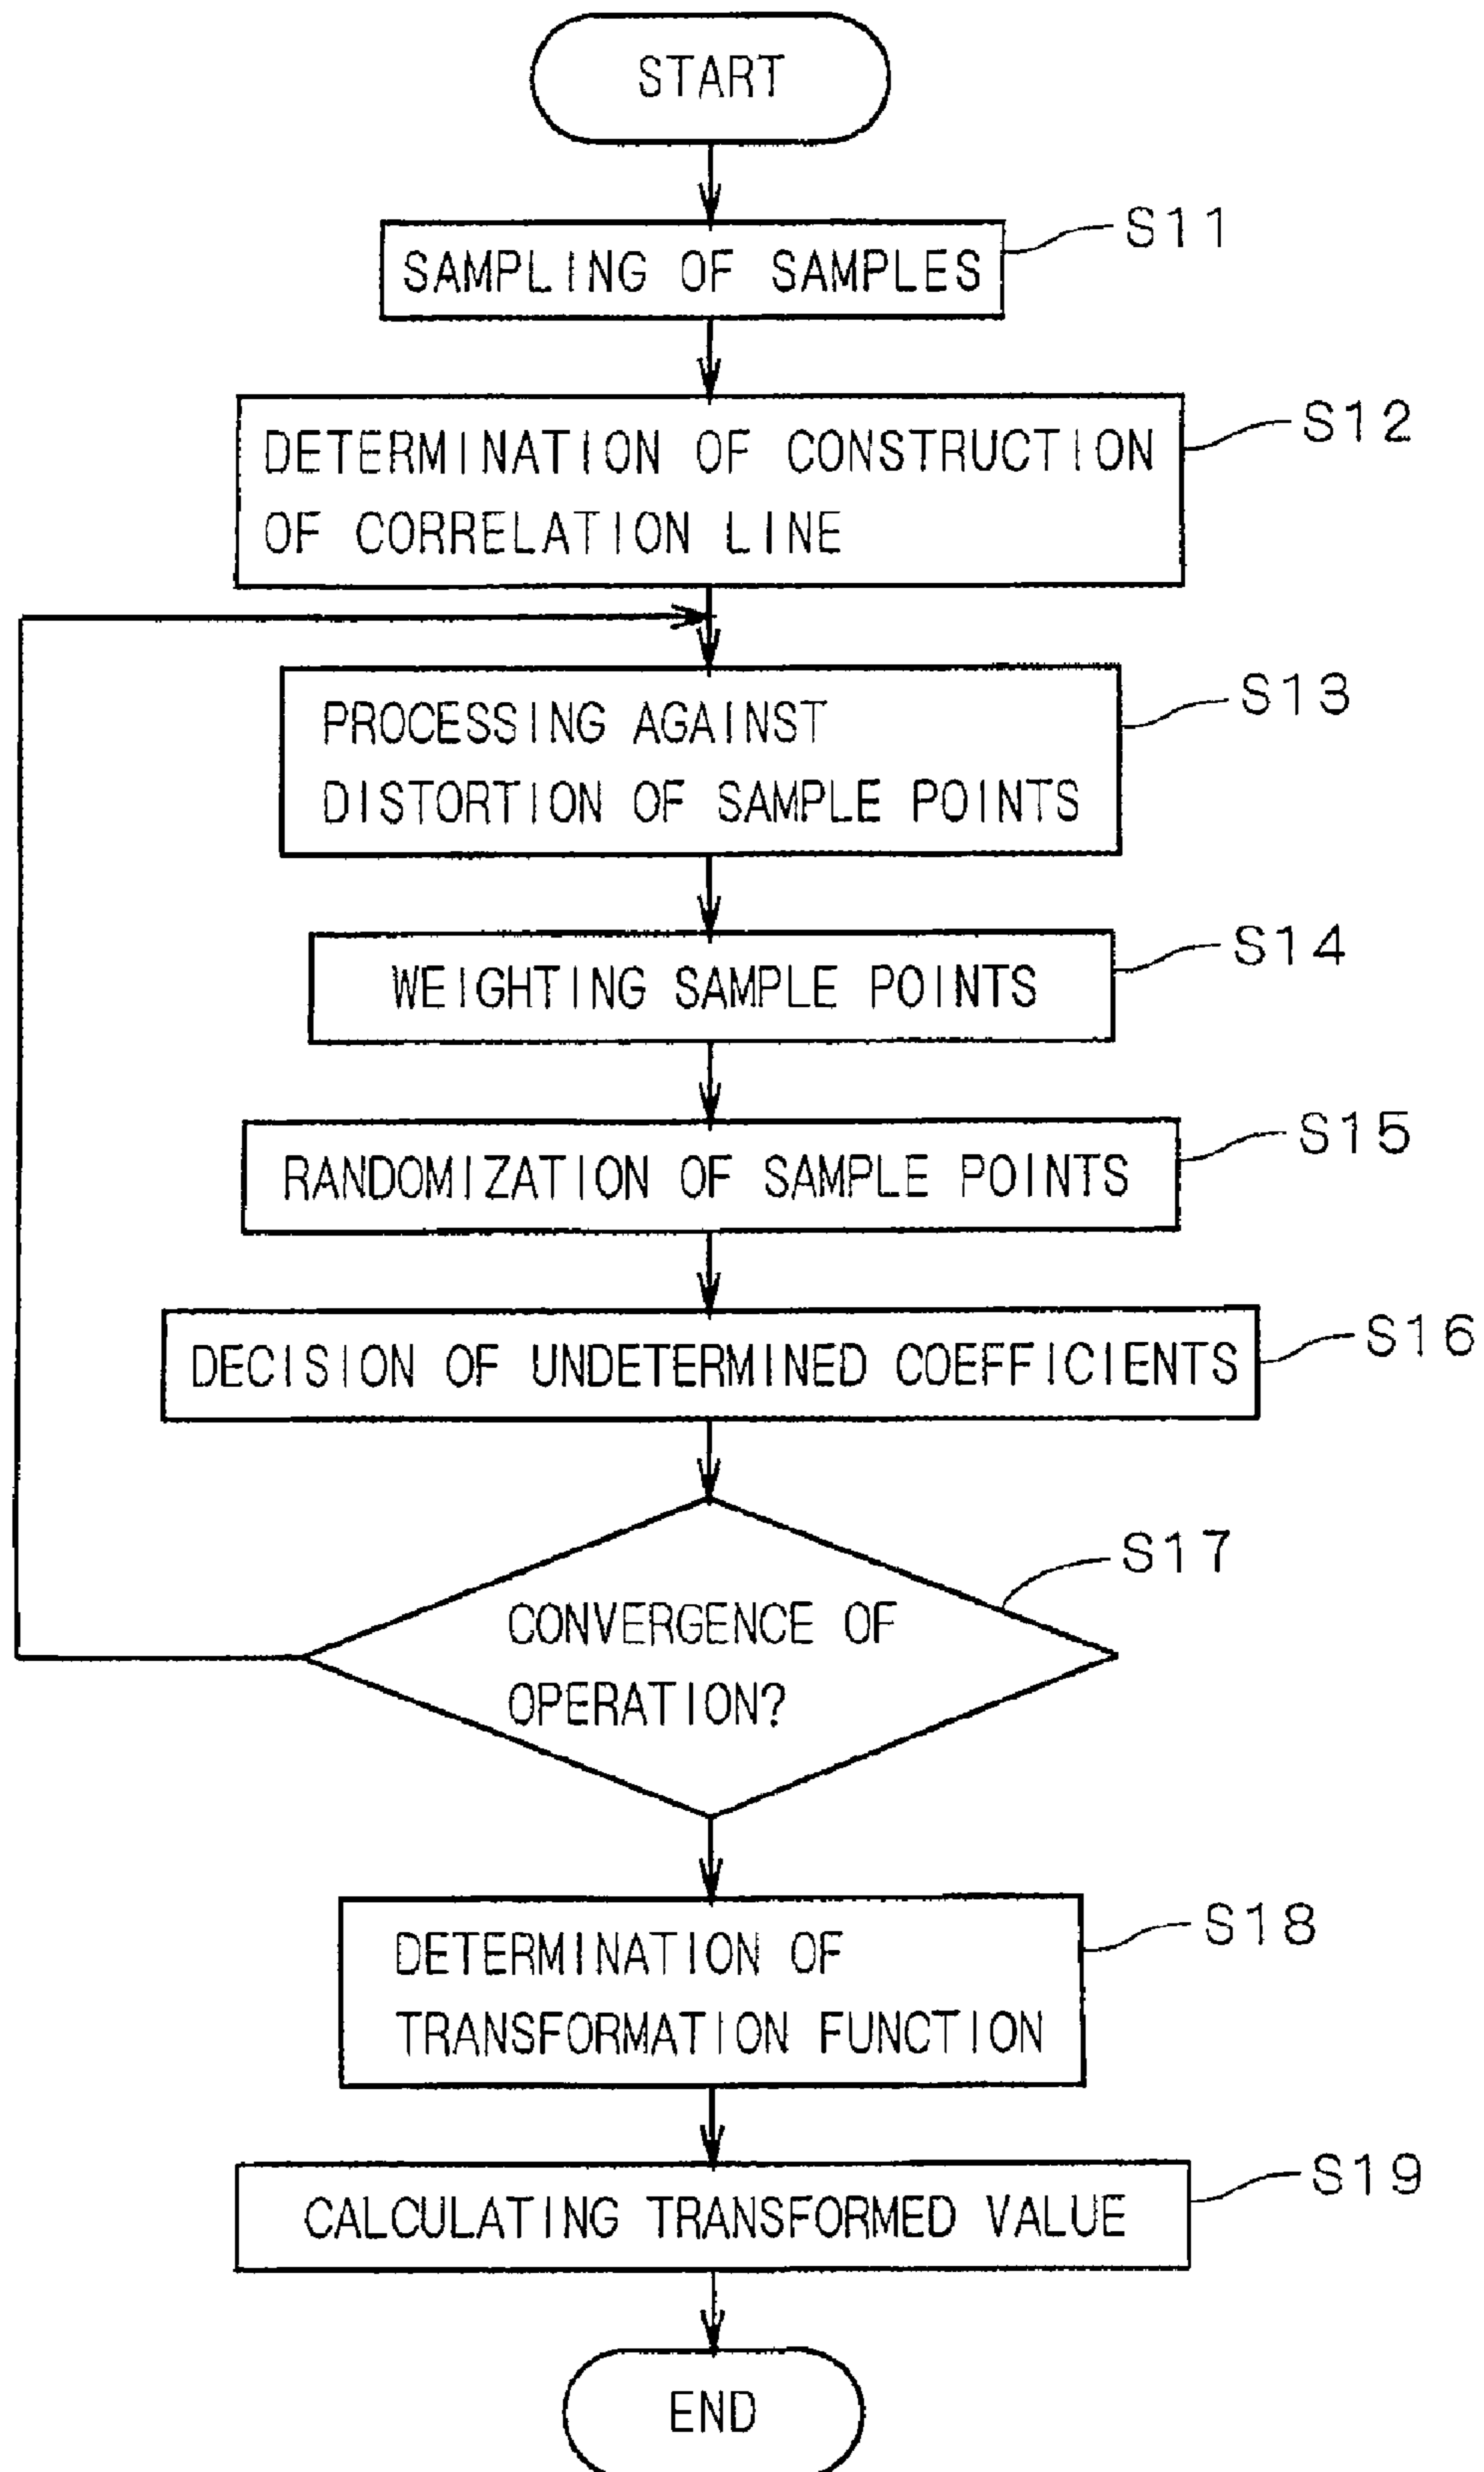 START
SAMPLING OF SAMPLES
S11
DETERMINATION OF CONSTRUCTION
OF CORRELATION LINE
S12
PROCESSING AGAINST
DISTORTION OF SAMPLE POINTS
S13
WEIGHTING SAMPLE POINTS
S14
RANDOMIZATION OF SAMPLE POINTS
S15
DECISION OF UNDETERMINED COEFFICIENTS
S16
CONVERGENCE OF
OPERATION?
S17
DETERMINATION OF
TRANSFORMATION FUNCTION
S18
CALCULATING TRANSFORMED VALUE
S19
END